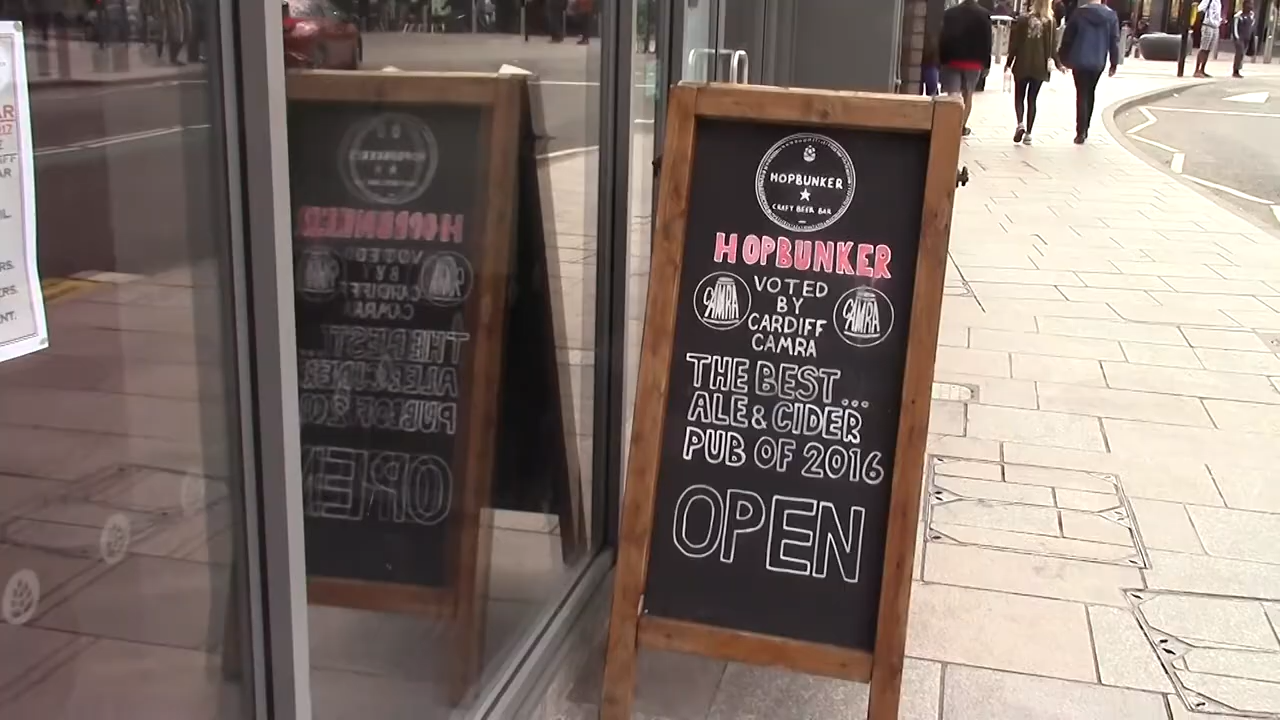 HOPBUNKER
CRAFT BEER BAR
HOPBUNKER
CAMRA
CAMRA
VOTED
BY
CARDIFF
CAMRA
THE BEST...
ALE & CIDER
PUB OF 2016
OPEN